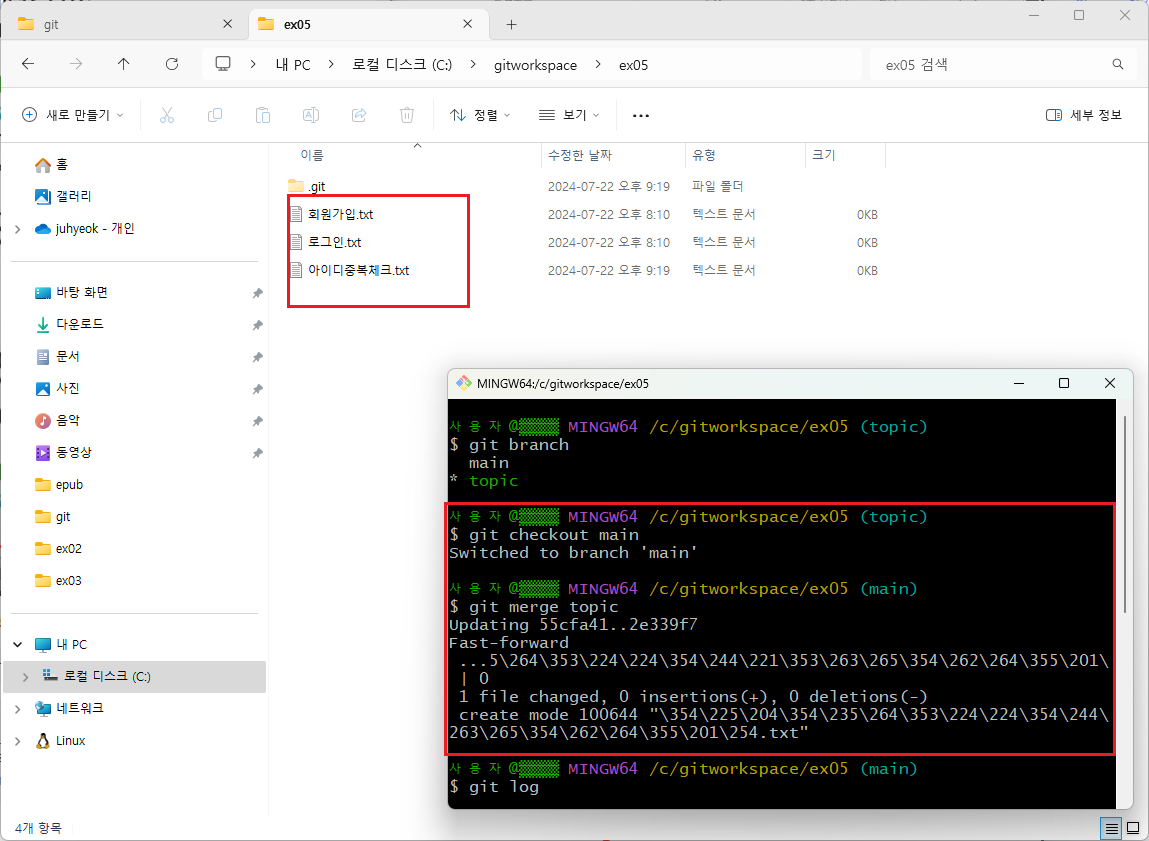 git
ex05
내 PC
로컬 디스크 (C:)
gitworkspace
ex05
ex05 검색
새로 만들기
정렬
보기
세부 정보
홈
갤러리
juhyeok - 개인
바탕 화면
다운로드
문서
사진
음악
동영상
epub
git
ex02
ex03
내 PC
로컬 디스크 (C:)
네트워크
Linux
4개 항목
이름 수정한 날짜 유형 크기
.git 2024-07-22 오후 9:19 파일 폴더
회원가입.txt 2024-07-22 오후 8:10 텍스트 문서 0KB
로그인.txt 2024-07-22 오후 8:10 텍스트 문서 0KB
아이디중복체크.txt 2024-07-22 오후 9:19 텍스트 문서 0KB
MINGW64:/c/gitworkspace/ex05
사용자@ MINGW64 /c/gitworkspace/ex05 (topic)
$ git branch
main
* topic
사용자@ MINGW64 /c/gitworkspace/ex05 (topic)
$ git checkout main
Switched to branch 'main'
사용자@ MINGW64 /c/gitworkspace/ex05 (main)
$ git merge topic
Updating 55cfa41..2e339f7
Fast-forward
...5\264\353\224\224\354\244\221\353\263\265\354\262\264\355\201\
| 0
1 file changed, 0 insertions(+), 0 deletions(-)
create mode 100644 "\354\225\204\354\235\264\353\224\224\354\244\
263\265\354\262\264\355\201\254.txt"
사용자@ MINGW64 /c/gitworkspace/ex05 (main)
$ git log